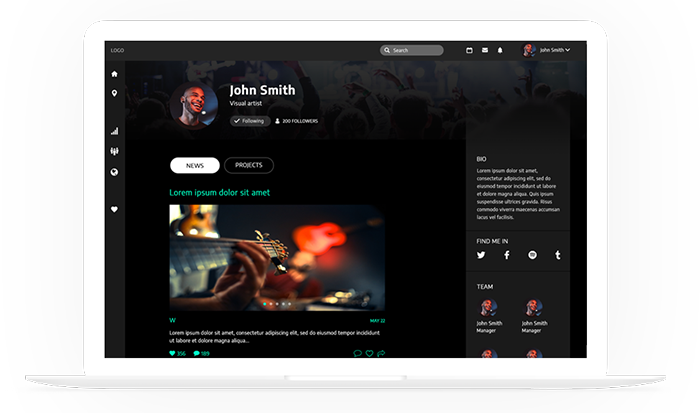 LOGO
Search
John Smith
John Smith
Visual artist
Following
200 FOLLOWERS
NEWS
PROJECTS
Lorem ipsum dolor sit amet
W
MAY 22
Lorem ipsum dolor sit amet, consectetur adipiscing elit, sed do eiusmod tempor incididunt
ut labore et dolore magna aliqua...
356
189
BIO
Lorem ipsum dolor sit amet,
consectetur adipiscing elit, sed do
eiusmod tempor incididunt ut labore
et dolore magna aliqua. Quis ipsum
suspendisse ultrices gravida. Risus
commodo viverra maecenas accumsan
lacus vel facilisis.
FIND ME IN
TEAM
John Smith
Manager
John Smith
Manager